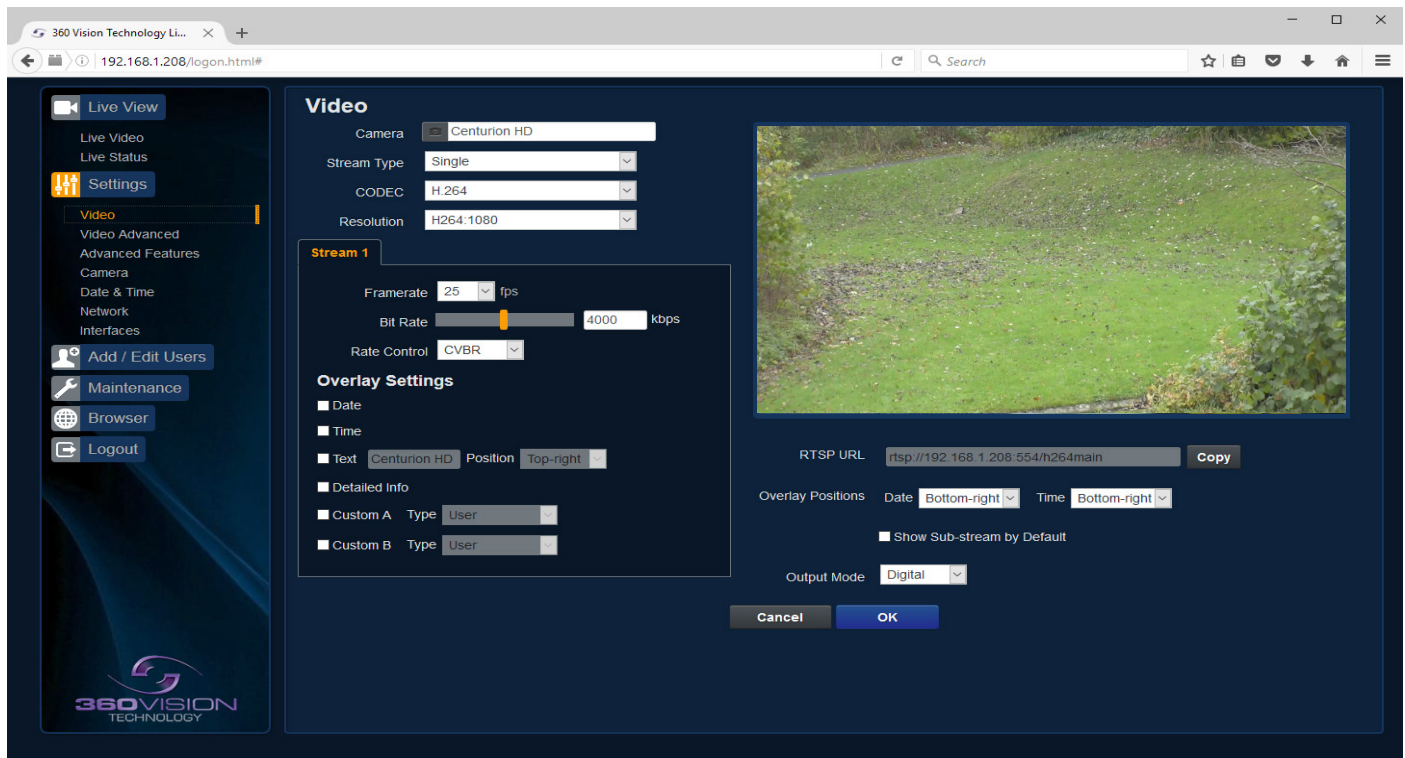 360 Vision Technology Li...
192.168.1.208/logon.html#
Search
Live View
Live Video
Live Status
Settings
Video
Video Advanced
Advanced Features
Camera
Date & Time
Network
Interfaces
Add / Edit Users
Maintenance
Browser
Logout
360VISION
TECHNOLOGY
Video
Camera Centurion HD
Stream Type Single
CODEC H.264
Resolution H264:1080
Stream 1
Framerate 25 fps
Bit Rate 4000 kbps
Rate Control CVBR
Overlay Settings
Date
Time
Text Centurion HD Position Top-right
Detailed Info
Custom A Type User
Custom B Type User
RTSP URL rtsp://192.168.1.208:554/h264main Copy
Overlay Positions Date Bottom-right Time Bottom-right
Show Sub-stream by Default
Output Mode Digital
Cancel OK